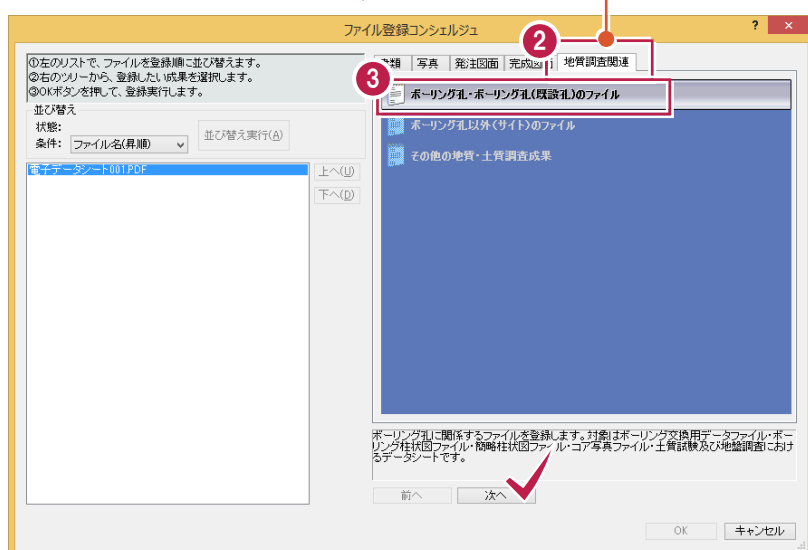 ファイル登録コンシェルジュ
? ×
2
①左のリストで、ファイルを登録順に並び替えます。
②右のツリーから、登録したい成果を選択します。
③OKボタンを押して、登録実行します。
並び替え
状態:
条件: ファイル名(昇順)
並び替え実行(A)
電子データシート001.PDF
上へ(U)
下へ(D)
写真 発注図面 地質調査関連
3
ボーリング孔・ボーリング孔(既設孔)のファイル
ボーリング孔以外(サイト)のファイル
その他の地質・土質調査成果
ボーリング孔に関係するファイルを登録します。対象はボーリング交換用データファイル・ボー
リング柱状図ファイル・簡略柱状図ファイル・コア写真ファイル・土質試験及び地盤調査におけ
るデータシートです。
前へ 次へ
OK キャンセル